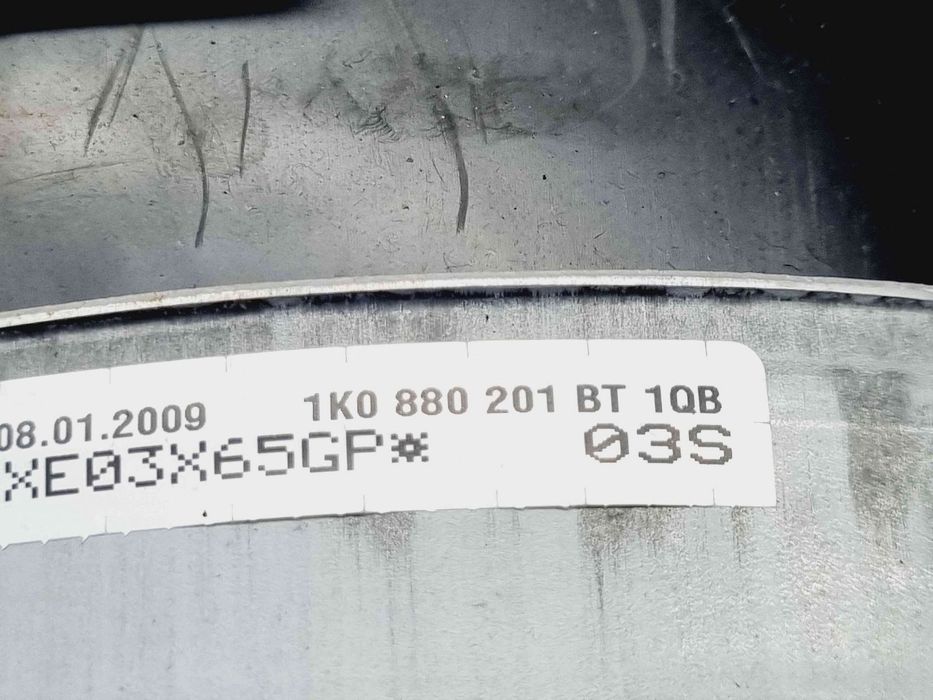 08.01.2009 1K0 880 201 BT 1QB
XE03X65GP* 03S